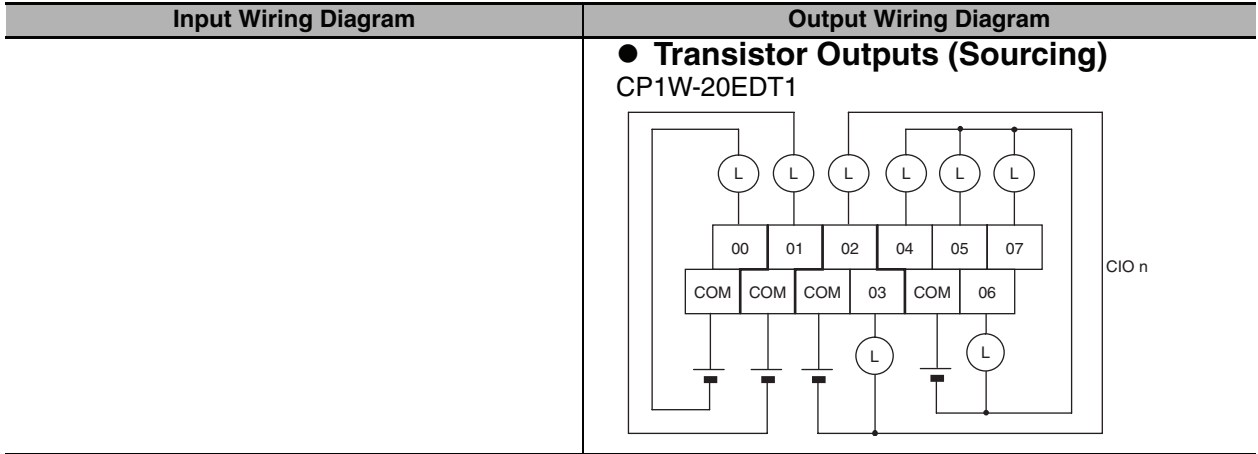 Input Wiring Diagram
Output Wiring Diagram
● Transistor Outputs (Sourcing)
CP1W-20EDT1
L L L L L L
00 01 02 04 05 07
CIO n
COM COM COM 03 COM 06
L L